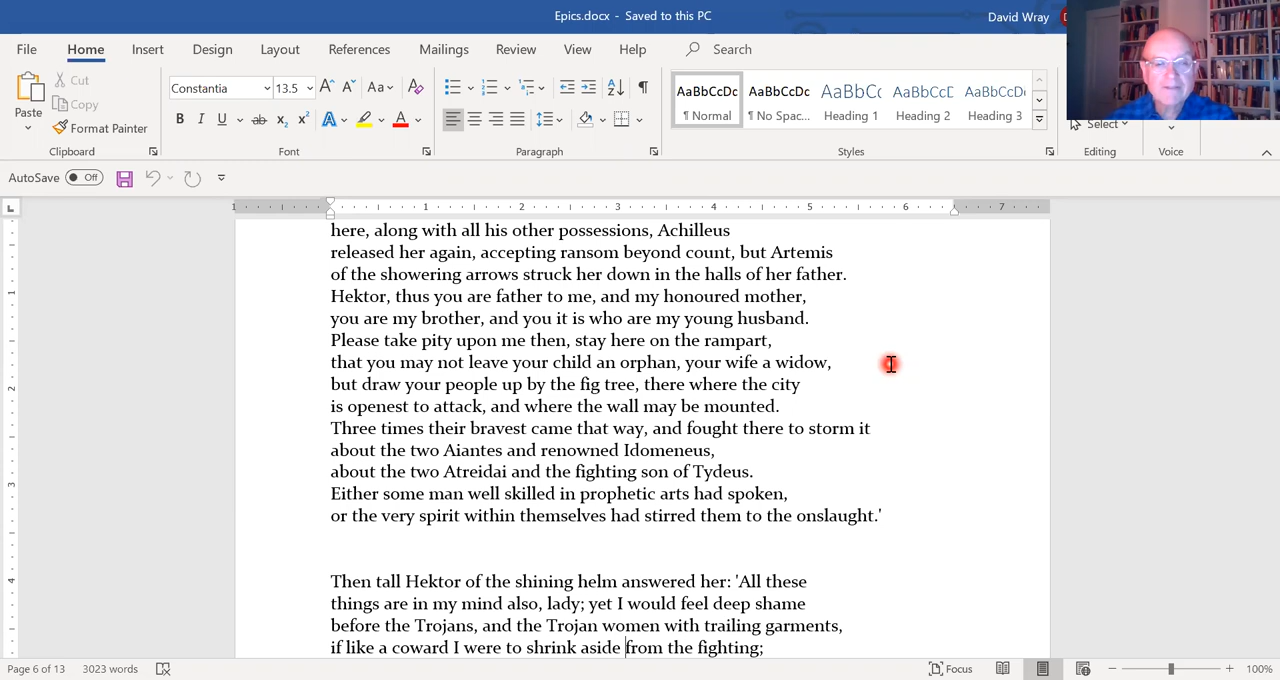 Epics.docx - Saved to this PC
David Wray
File Home Insert Design Layout References Mailings Review View Help Search
Paste
Cut
Copy
Format Painter
Clipboard
Constantia 13.5
Font
Paragraph
AaBbCcDc AaBbCcDc AaBbCc AaBbCcD AaBbCcDc
¶ Normal ¶ No Spac... Heading 1 Heading 2 Heading 3
Styles
Select
Editing
Voice
AutoSave Off
1 1 2 3 4 5 6 7
here, along with all his other possessions, Achilleus
released her again, accepting ransom beyond count, but Artemis
of the showering arrows struck her down in the halls of her father.
Hektor, thus you are father to me, and my honoured mother,
you are my brother, and you it is who are my young husband.
Please take pity upon me then, stay here on the rampart,
that you may not leave your child an orphan, your wife a widow,
but draw your people up by the fig tree, there where the city
is openest to attack, and where the wall may be mounted.
Three times their bravest came that way, and fought there to storm it
about the two Aiantes and renowned Idomeneus,
about the two Atreidai and the fighting son of Tydeus.
Either some man well skilled in prophetic arts had spoken,
or the very spirit within themselves had stirred them to the onslaught.'
Then tall Hektor of the shining helm answered her: 'All these
things are in my mind also, lady; yet I would feel deep shame
before the Trojans, and the Trojan women with trailing garments,
if like a coward I were to shrink aside from the fighting;
Page 6 of 13 3023 words
Focus
100%